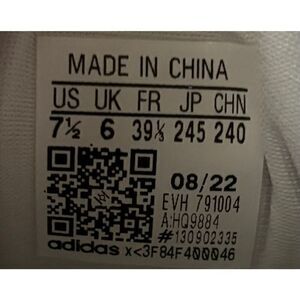 MADE IN CHINA
US UK FR JP CHN
7½ 6 39⅓ 245 240
08/22
EVH 791004
A:HQ9884
#130902335
adidas x<3F84F400046